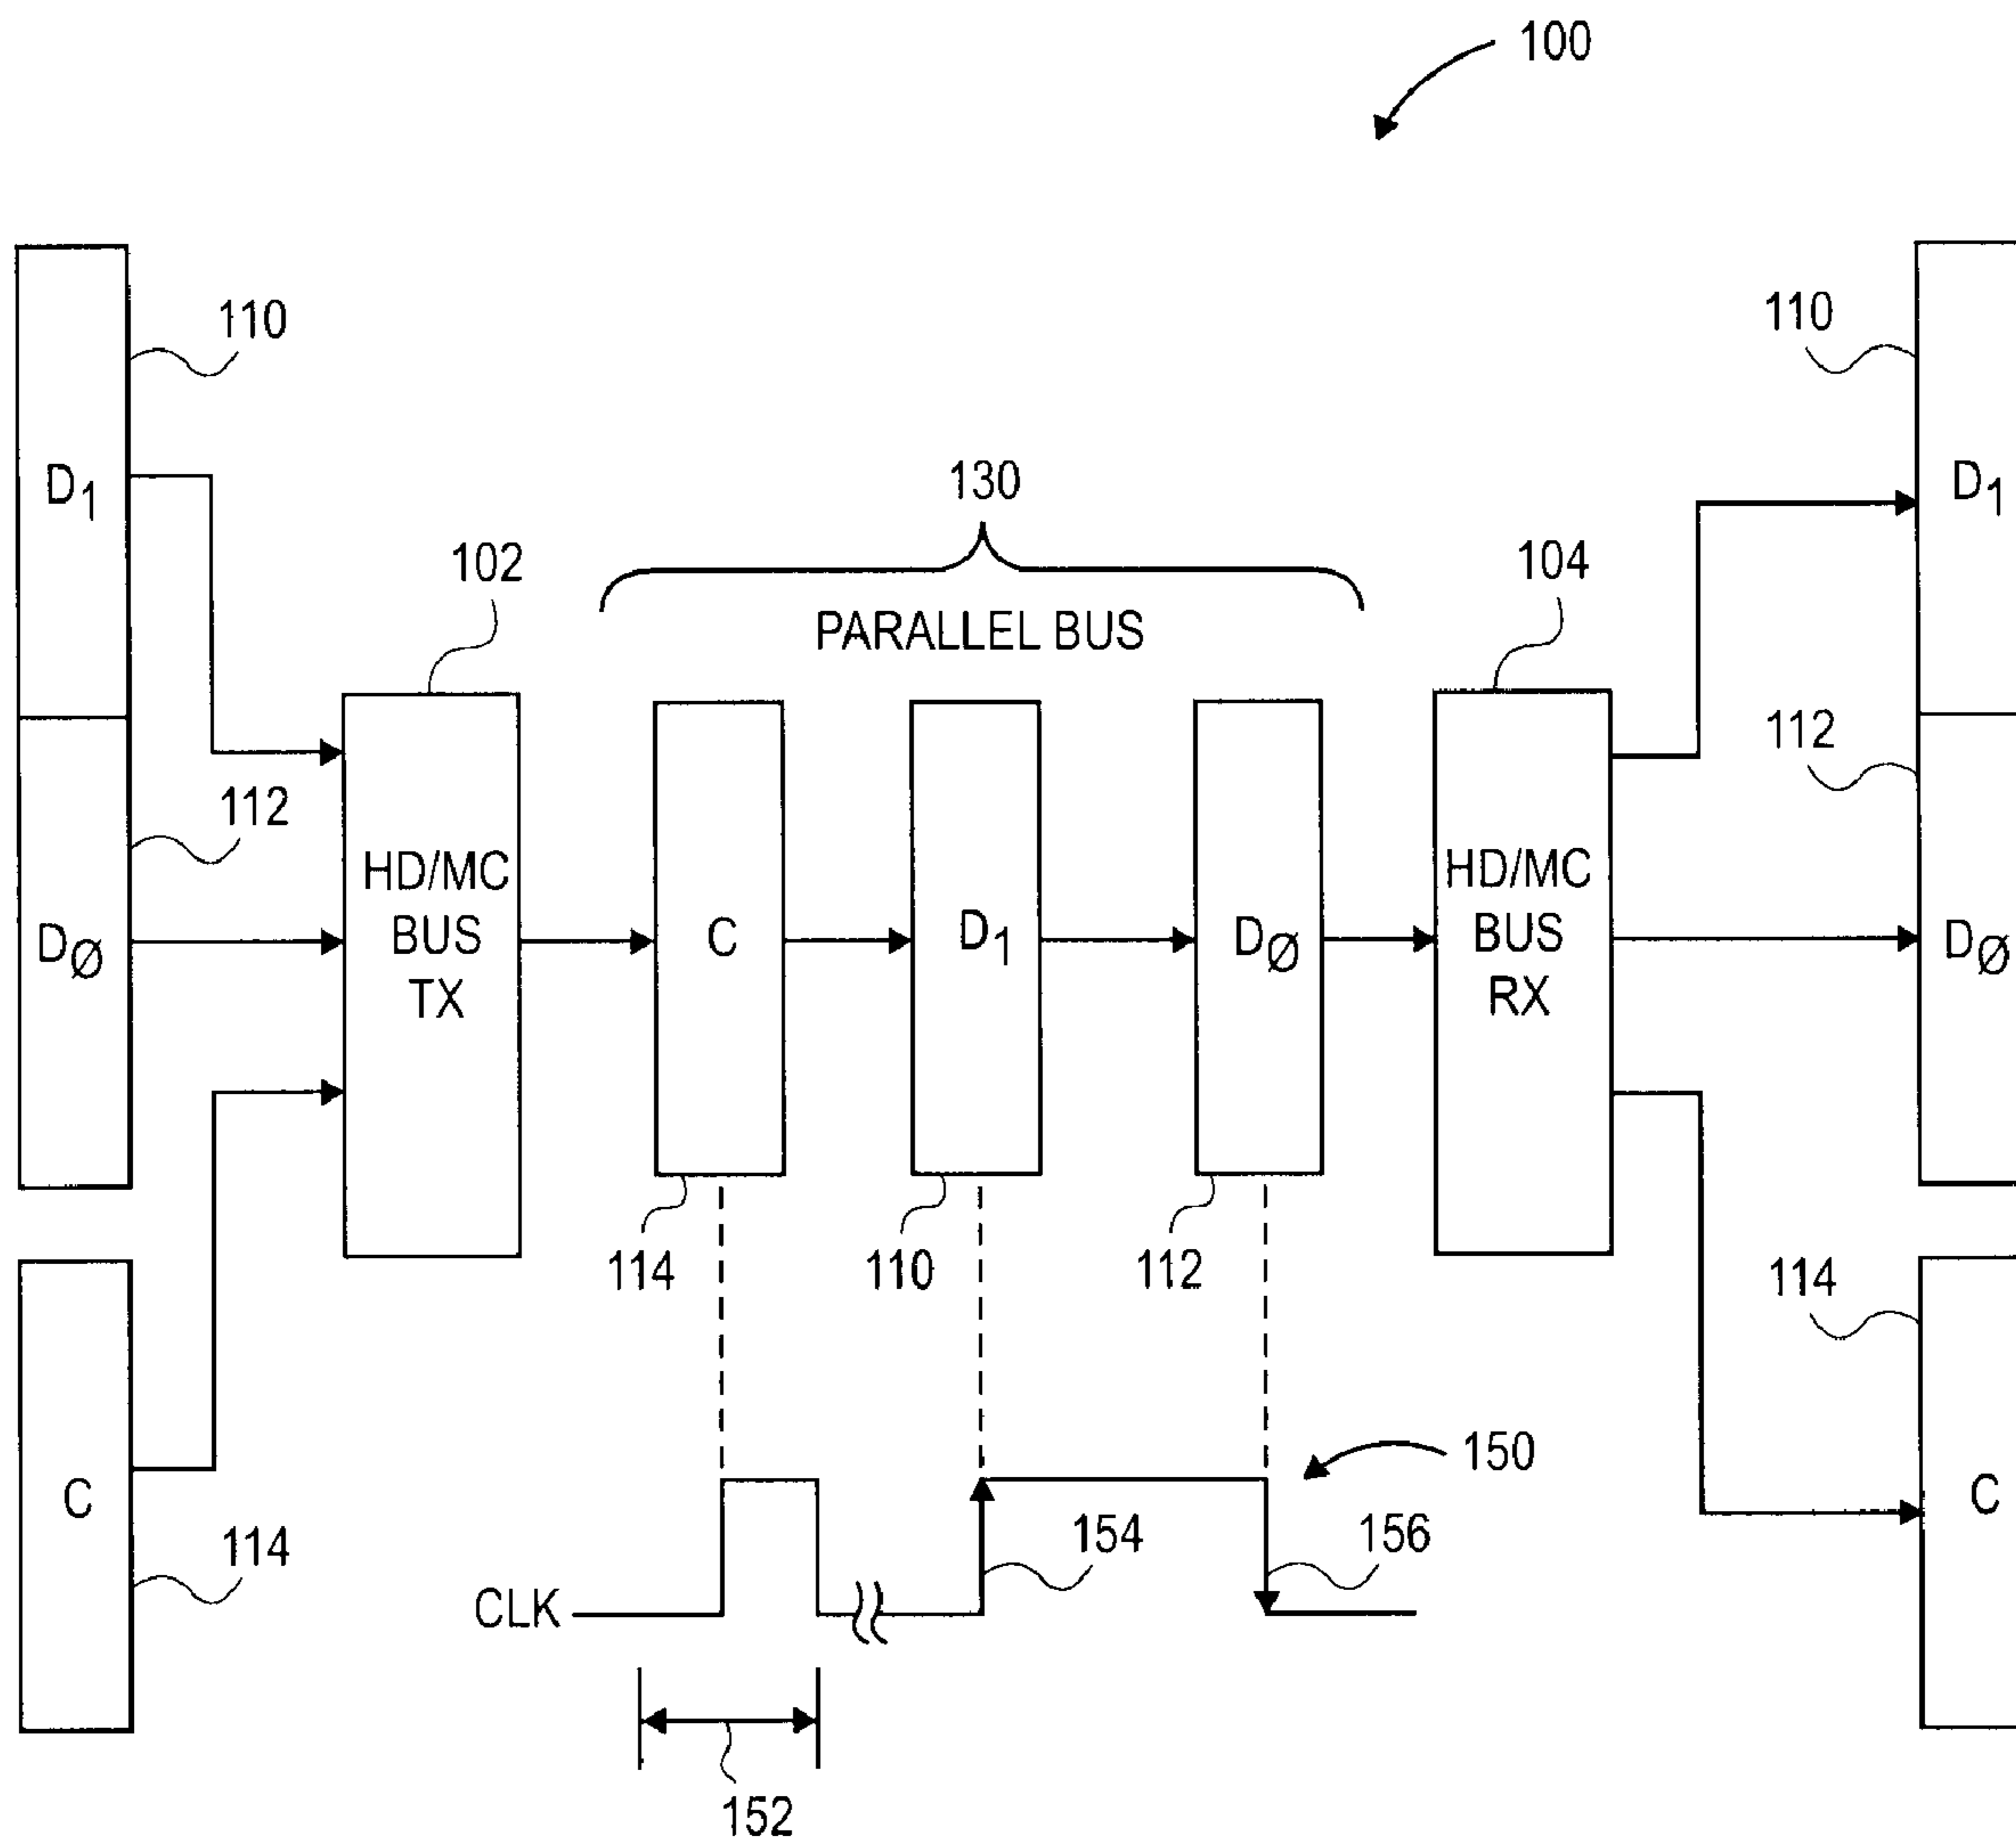 100
110
110
D1
D1
130
102
104
PARALLEL BUS
112
112
HD/MC
BUS
TX
HD/MC
BUS
RX
DØ
C
D1
DØ
DØ
114
110
112
114
150
C
C
154
156
114
CLK
152